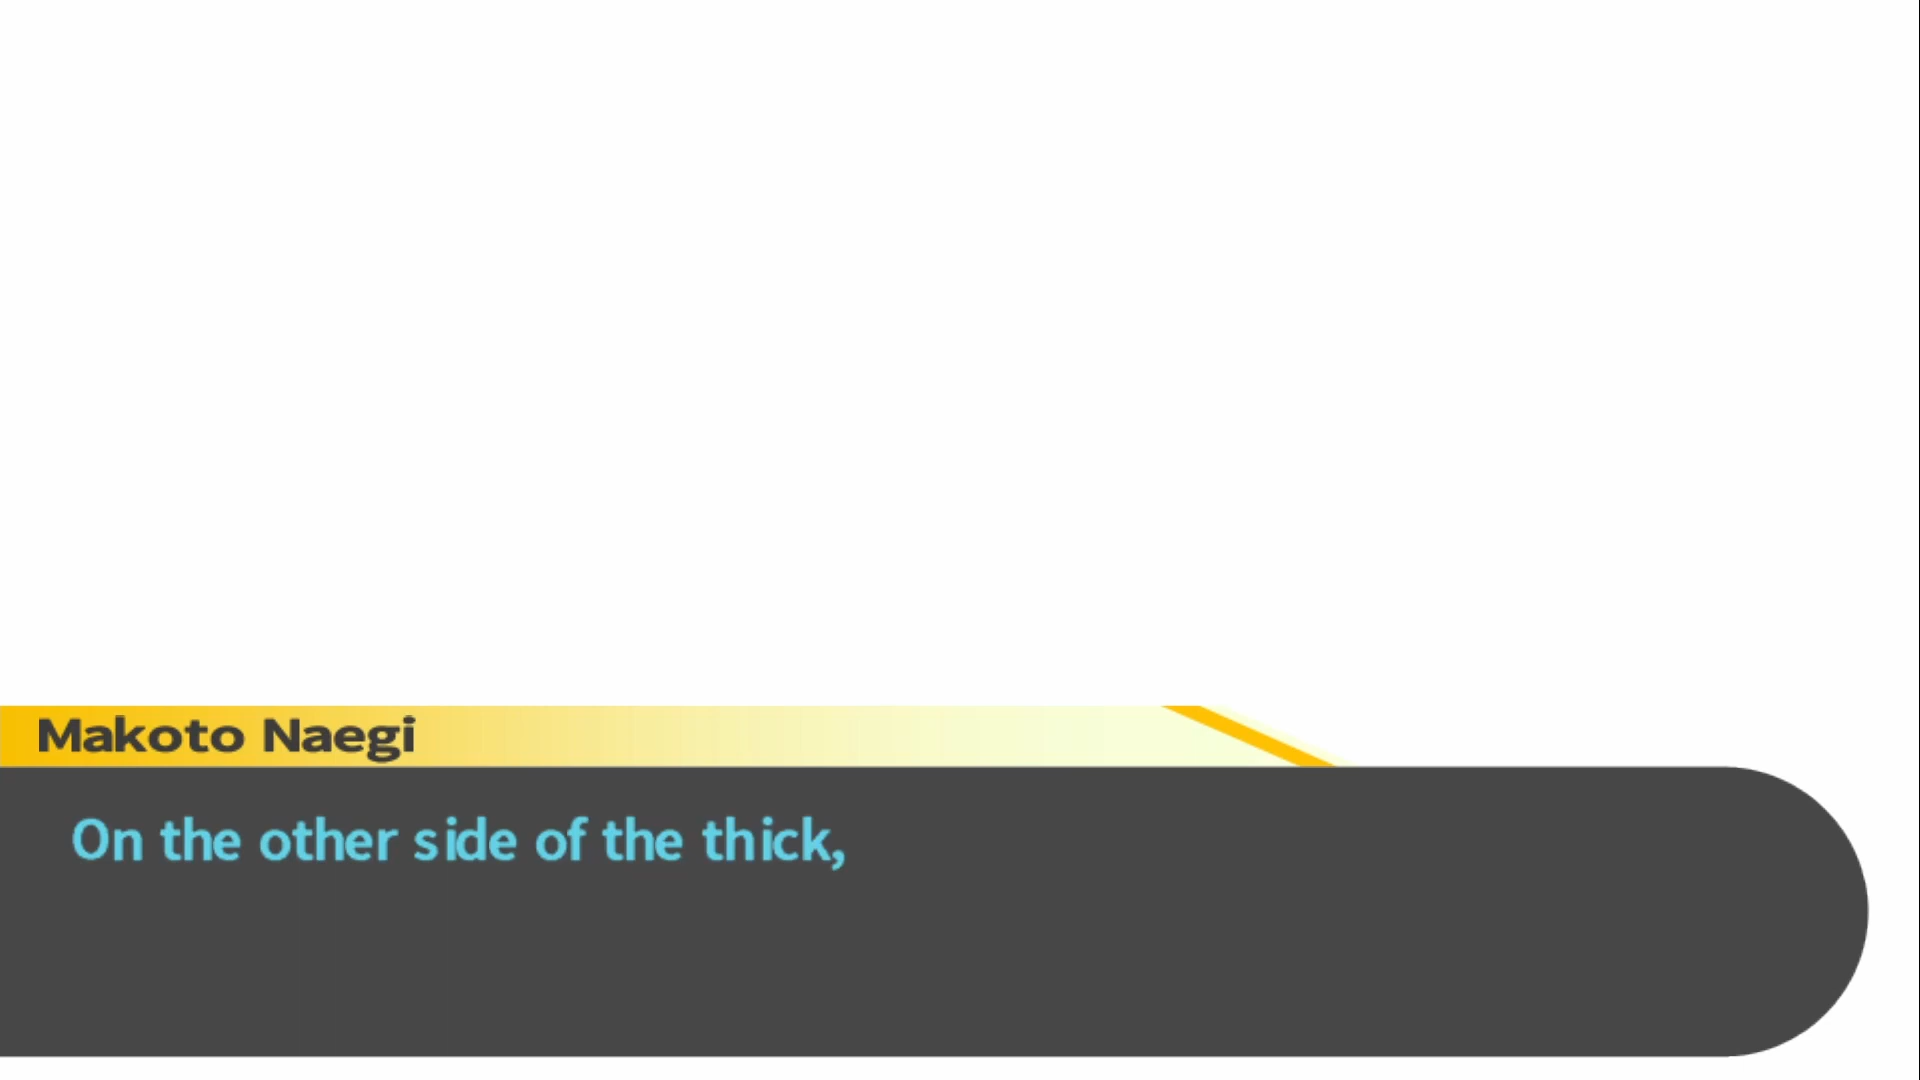 Makoto Naegi
On the other side of the thick,